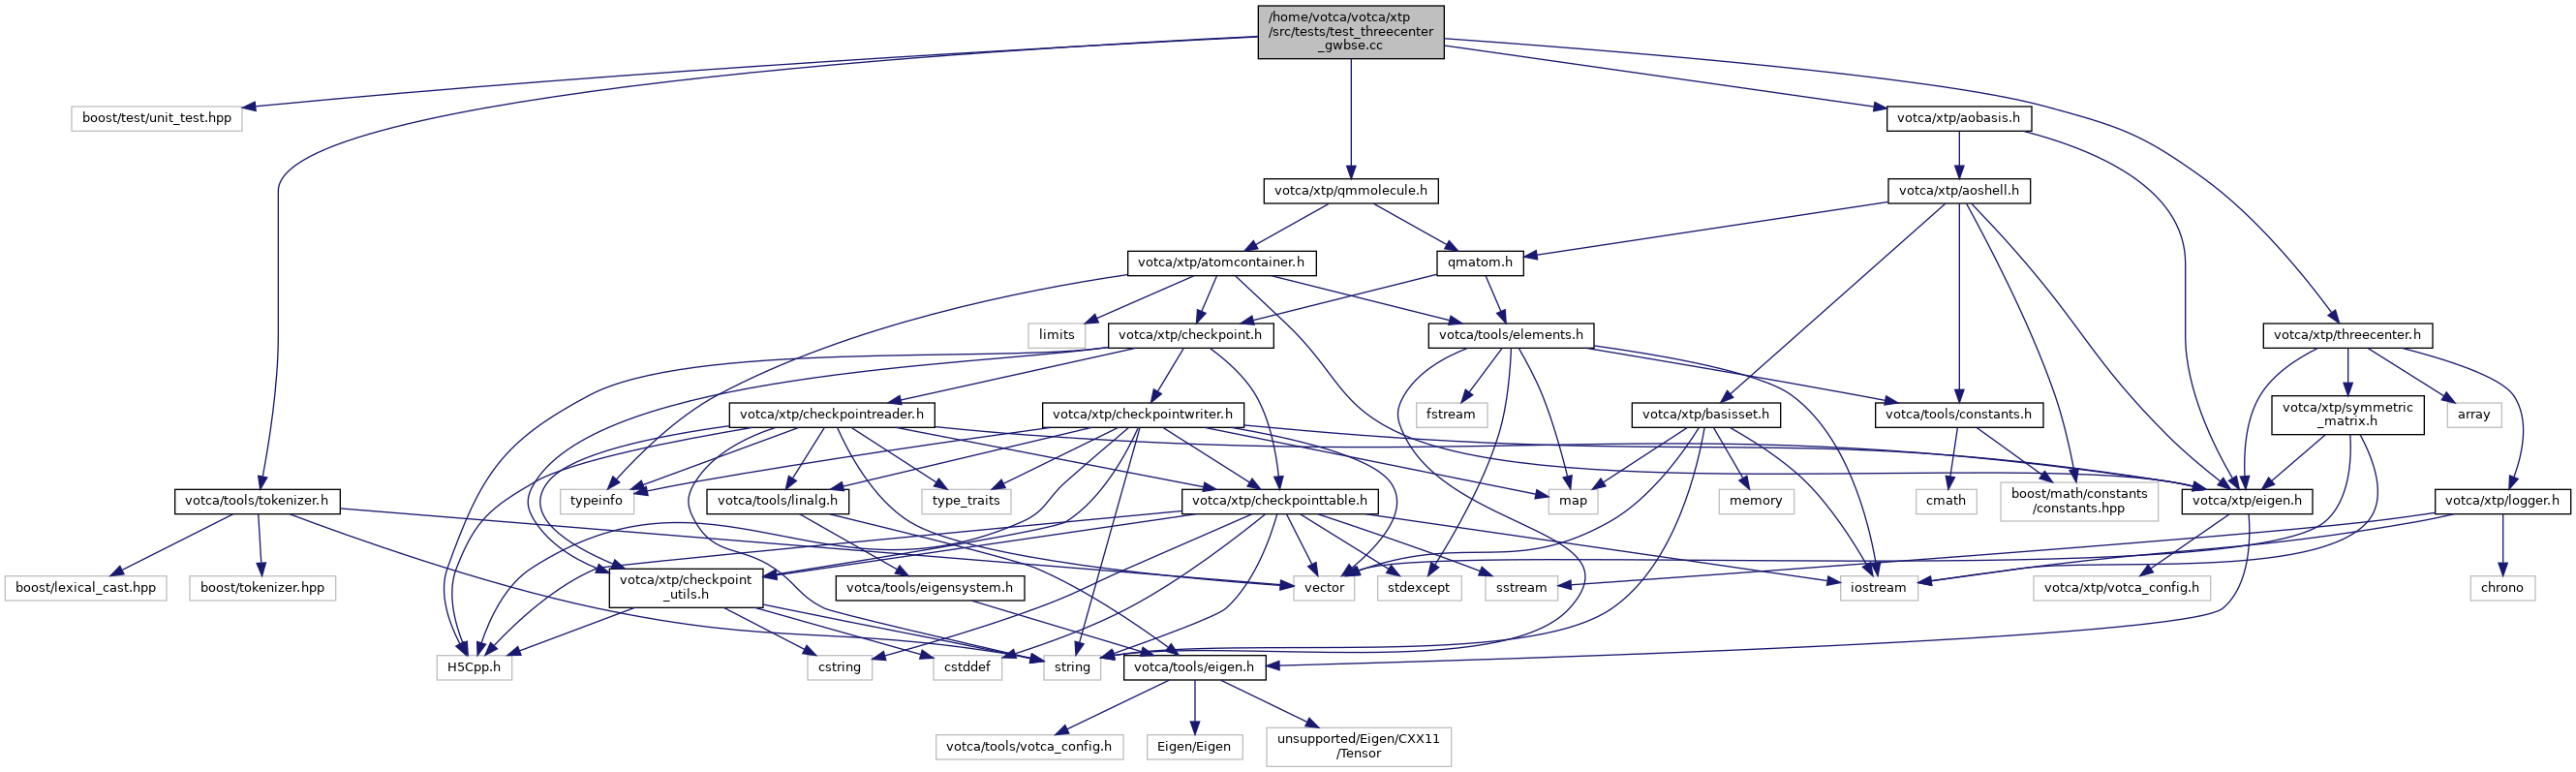 /home/votca/votca/xtp
/src/tests/test_threecenter
_gwbse.cc
boost/test/unit_test.hpp
votca/xtp/aobasis.h
votca/xtp/qmmolecule.h
votca/xtp/aoshell.h
votca/xtp/atomcontainer.h
qmatom.h
limits
votca/xtp/checkpoint.h
votca/tools/elements.h
votca/xtp/threecenter.h
votca/xtp/checkpointreader.h
votca/xtp/checkpointwriter.h
fstream
votca/xtp/basisset.h
votca/tools/constants.h
votca/xtp/symmetric
_matrix.h
array
votca/tools/tokenizer.h
typeinfo
votca/tools/linalg.h
type_traits
votca/xtp/checkpointtable.h
map
memory
cmath
boost/math/constants
/constants.hpp
votca/xtp/eigen.h
votca/xtp/logger.h
boost/lexical_cast.hpp
boost/tokenizer.hpp
votca/xtp/checkpoint
_utils.h
votca/tools/eigensystem.h
vector
stdexcept
sstream
iostream
votca/xtp/votca_config.h
chrono
H5Cpp.h
cstring
cstddef
string
votca/tools/eigen.h
votca/tools/votca_config.h
Eigen/Eigen
unsupported/Eigen/CXX11
/Tensor